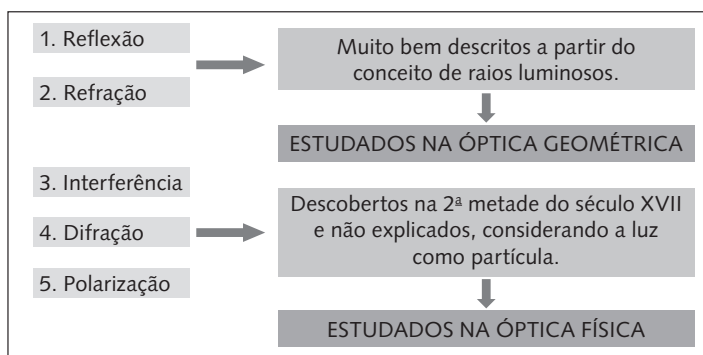 1. Reflexão
2. Refração
Muito bem descritos a partir do
conceito de raios luminosos.
ESTUDADOS NA ÓPTICA GEOMÉTRICA
3. Interferência
4. Difração
5. Polarização
Descobertos na 2ª metade do século XVII
e não explicados, considerando a luz
como partícula.
ESTUDADOS NA ÓPTICA FÍSICA